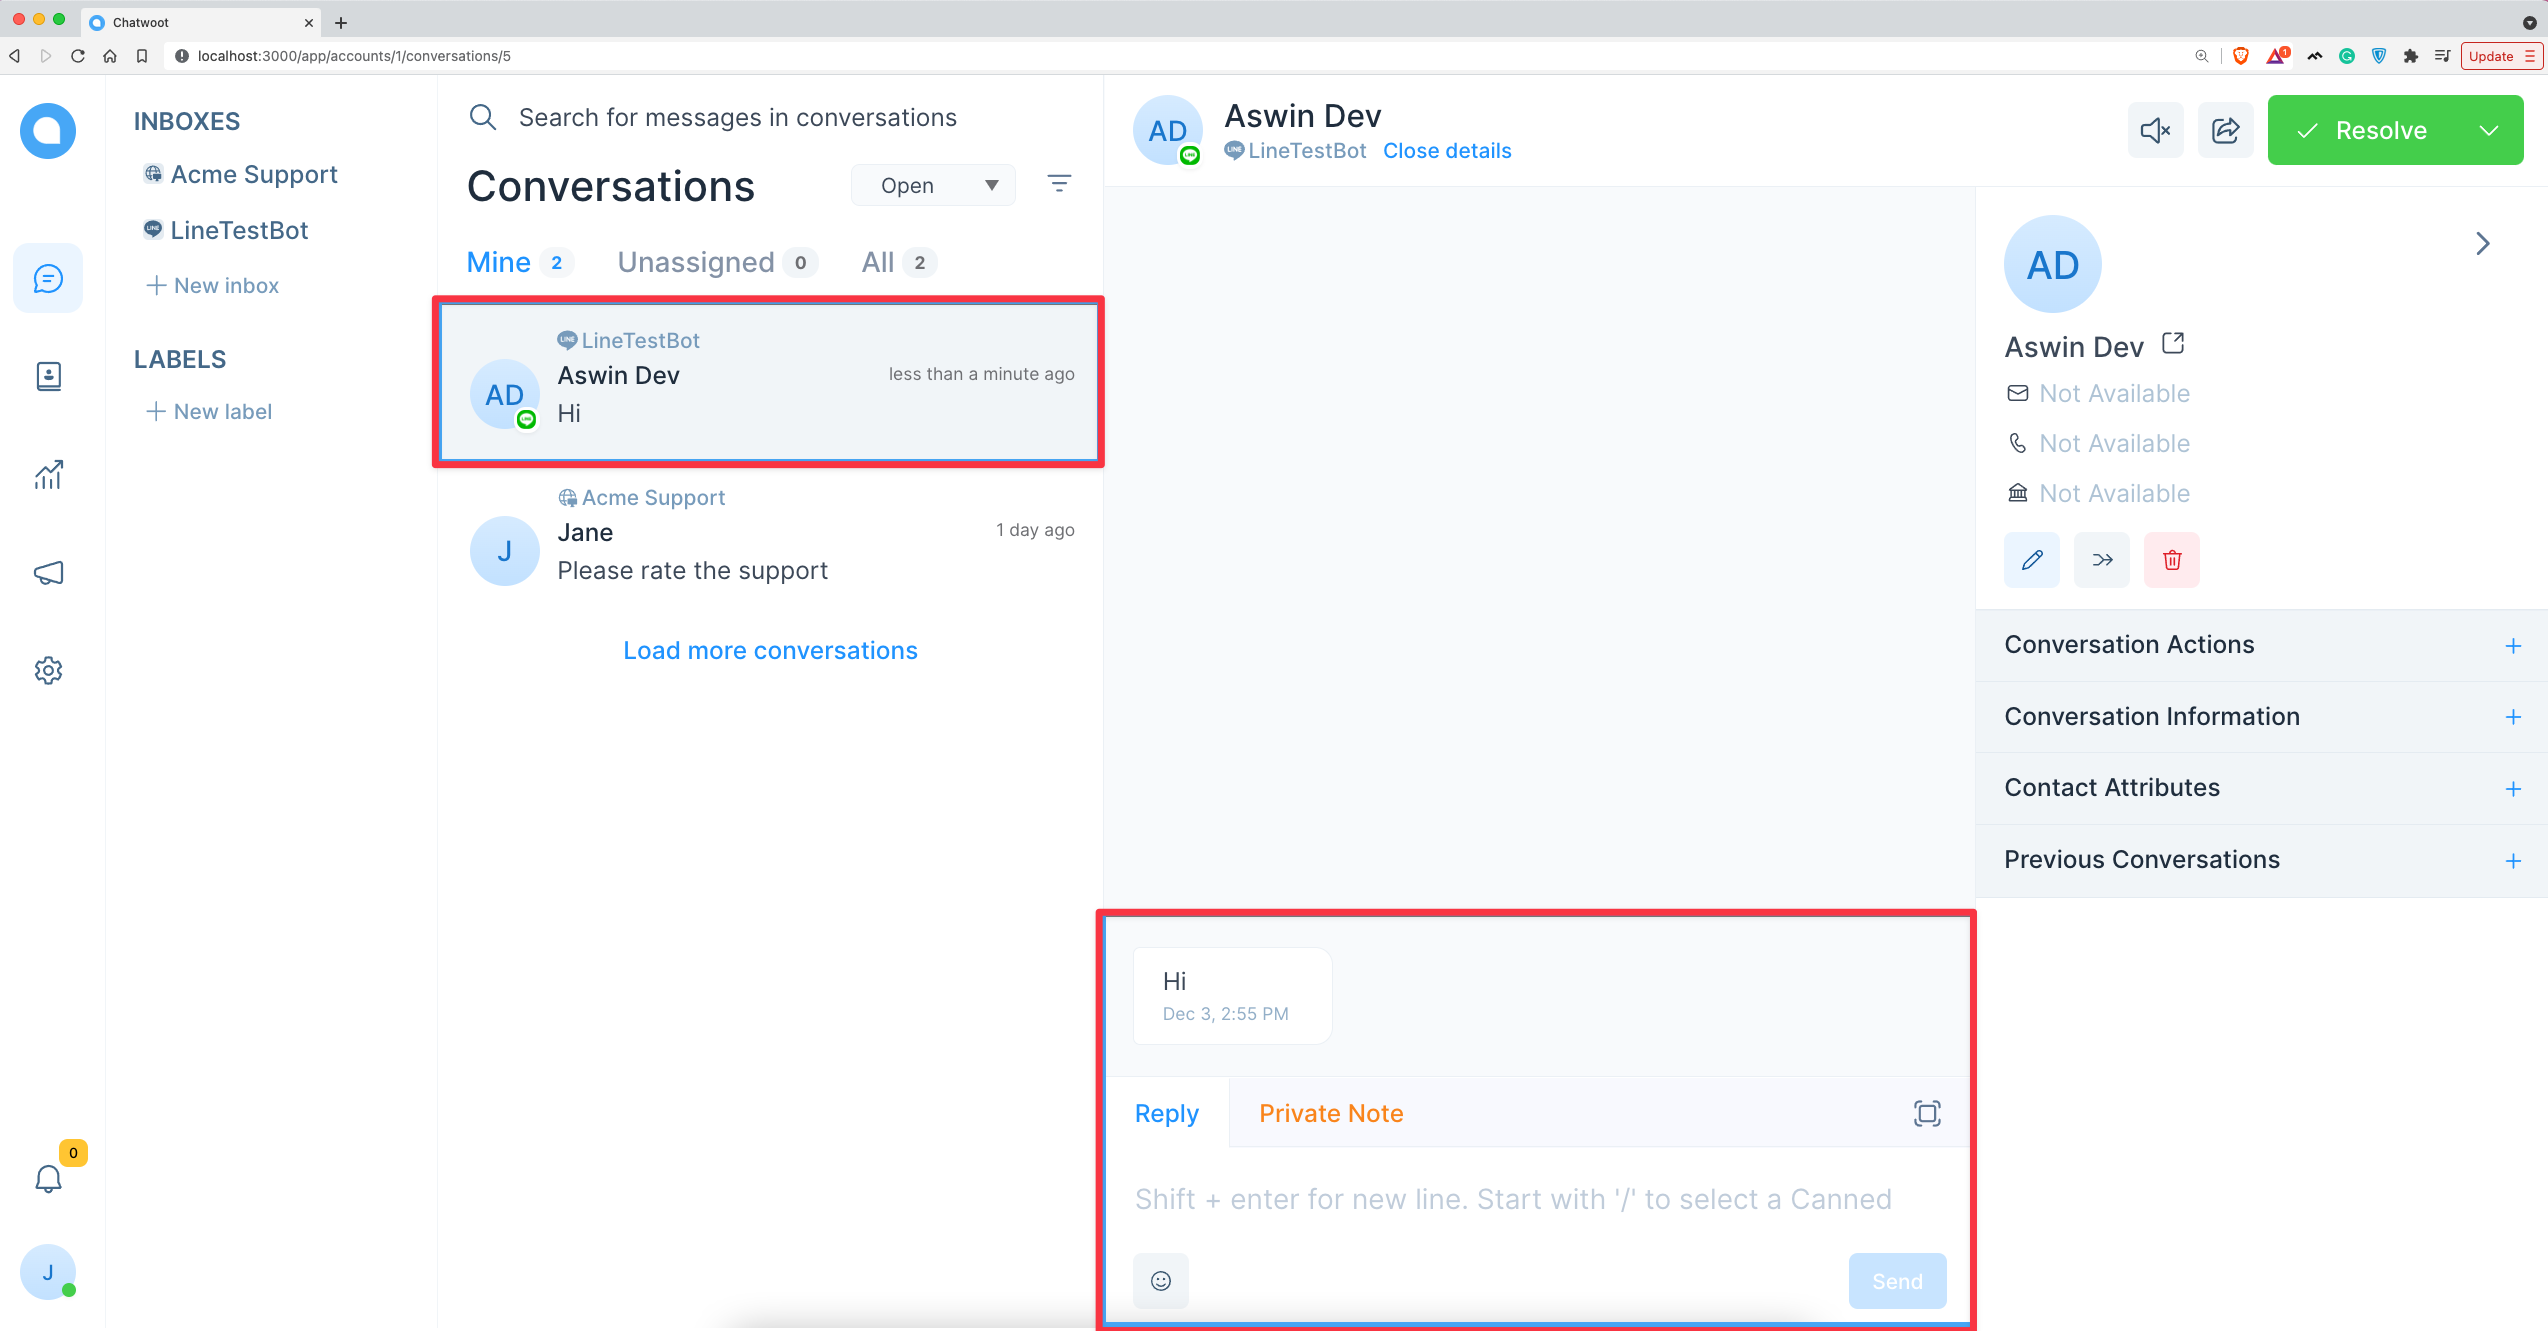 Chatwoot
localhost:3000/app/accounts/1/conversations/5
1
Update
INBOXES
Acme Support
LINE LineTestBot
New inbox
LABELS
New label
0
J
Search for messages in conversations
Conversations
Open
Mine 2 Unassigned 0 All 2
LINE LineTestBot
AD
Aswin Dev
less than a minute ago
Hi
Acme Support
J
Jane
1 day ago
Please rate the support
Load more conversations
AD
Aswin Dev
LINE LineTestBot Close details
Resolve
Hi
Dec 3, 2:55 PM
Reply
Private Note
Shift + enter for new line. Start with '/' to select a Canned
Send
AD
Aswin Dev
Not Available
Not Available
Not Available
Conversation Actions +
Conversation Information +
Contact Attributes +
Previous Conversations +